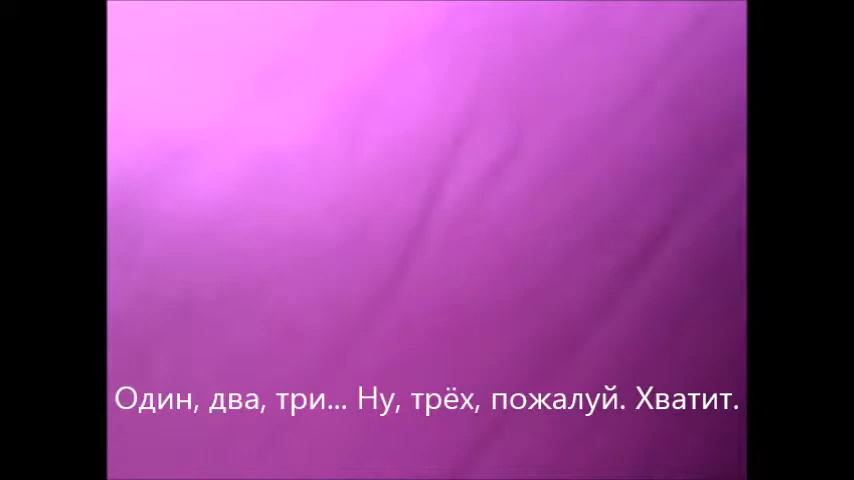 Один, два, три... Ну, трёх, пожалуй. Хватит.